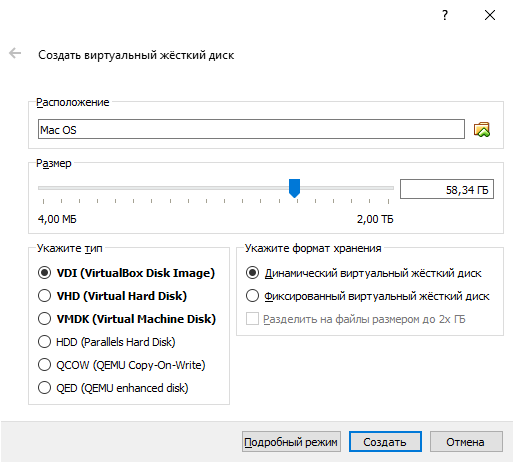 ?
Создать виртуальный жёсткий диск
Расположение
Mac OS
Размер
58,34 ГБ
4,00 МБ
2,00 ТБ
Укажите тип
VDI (VirtualBox Disk Image)
VHD (Virtual Hard Disk)
VMDK (Virtual Machine Disk)
HDD (Parallels Hard Disk)
QCOW (QEMU Copy-On-Write)
QED (QEMU enhanced disk)
Укажите формат хранения
Динамический виртуальный жёсткий диск
Фиксированный виртуальный жёсткий диск
Разделить на файлы размером до 2х ГБ
Подробный режим
Создать
Отмена